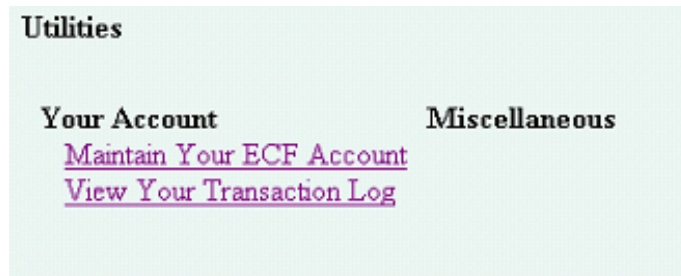 Utilities
Your Account
Miscellaneous
Maintain Your ECF Account
View Your Transaction Log